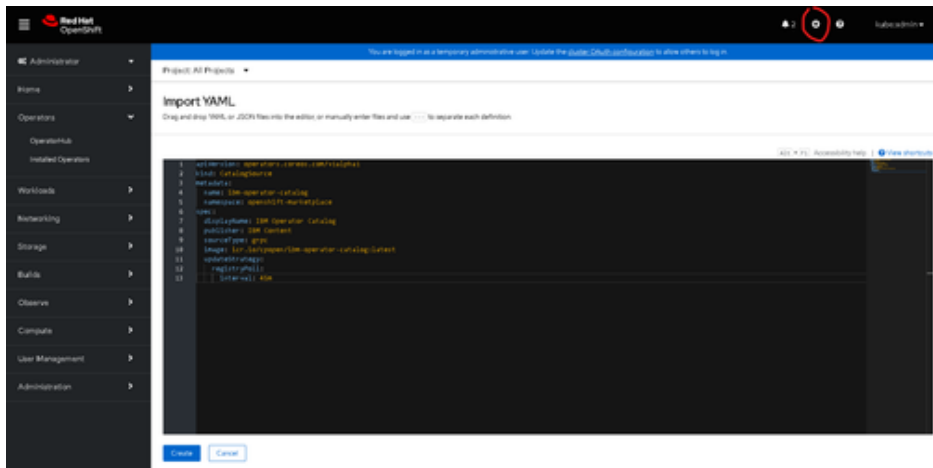 Red Hat
OpenShift
2
kubeadmin
You are logged in as a temporary administrative user. Update the cluster OAuth configuration to allow others to log in.
Administrator
Project: All Projects
Home
Import YAML
Operators
Drag and drop YAML or JSON files into the editor, or manually enter files and use --- to separate each definition.
OperatorHub
Installed Operators
Alt + F1 Accessibility help | View shortcuts
1 apiVersion: operators.coreos.com/v1alpha1
2 kind: CatalogSource
3 metadata:
4 name: ibm-operator-catalog
5 namespace: openshift-marketplace
6 spec:
7 displayName: IBM Operator Catalog
8 publisher: IBM Content
9 sourceType: grpc
10 image: icr.io/cpopen/ibm-operator-catalog:latest
11 updateStrategy:
12 registryPoll:
13 interval: 45m
Workloads
Networking
Storage
Builds
Observe
Compute
User Management
Administration
Create
Cancel